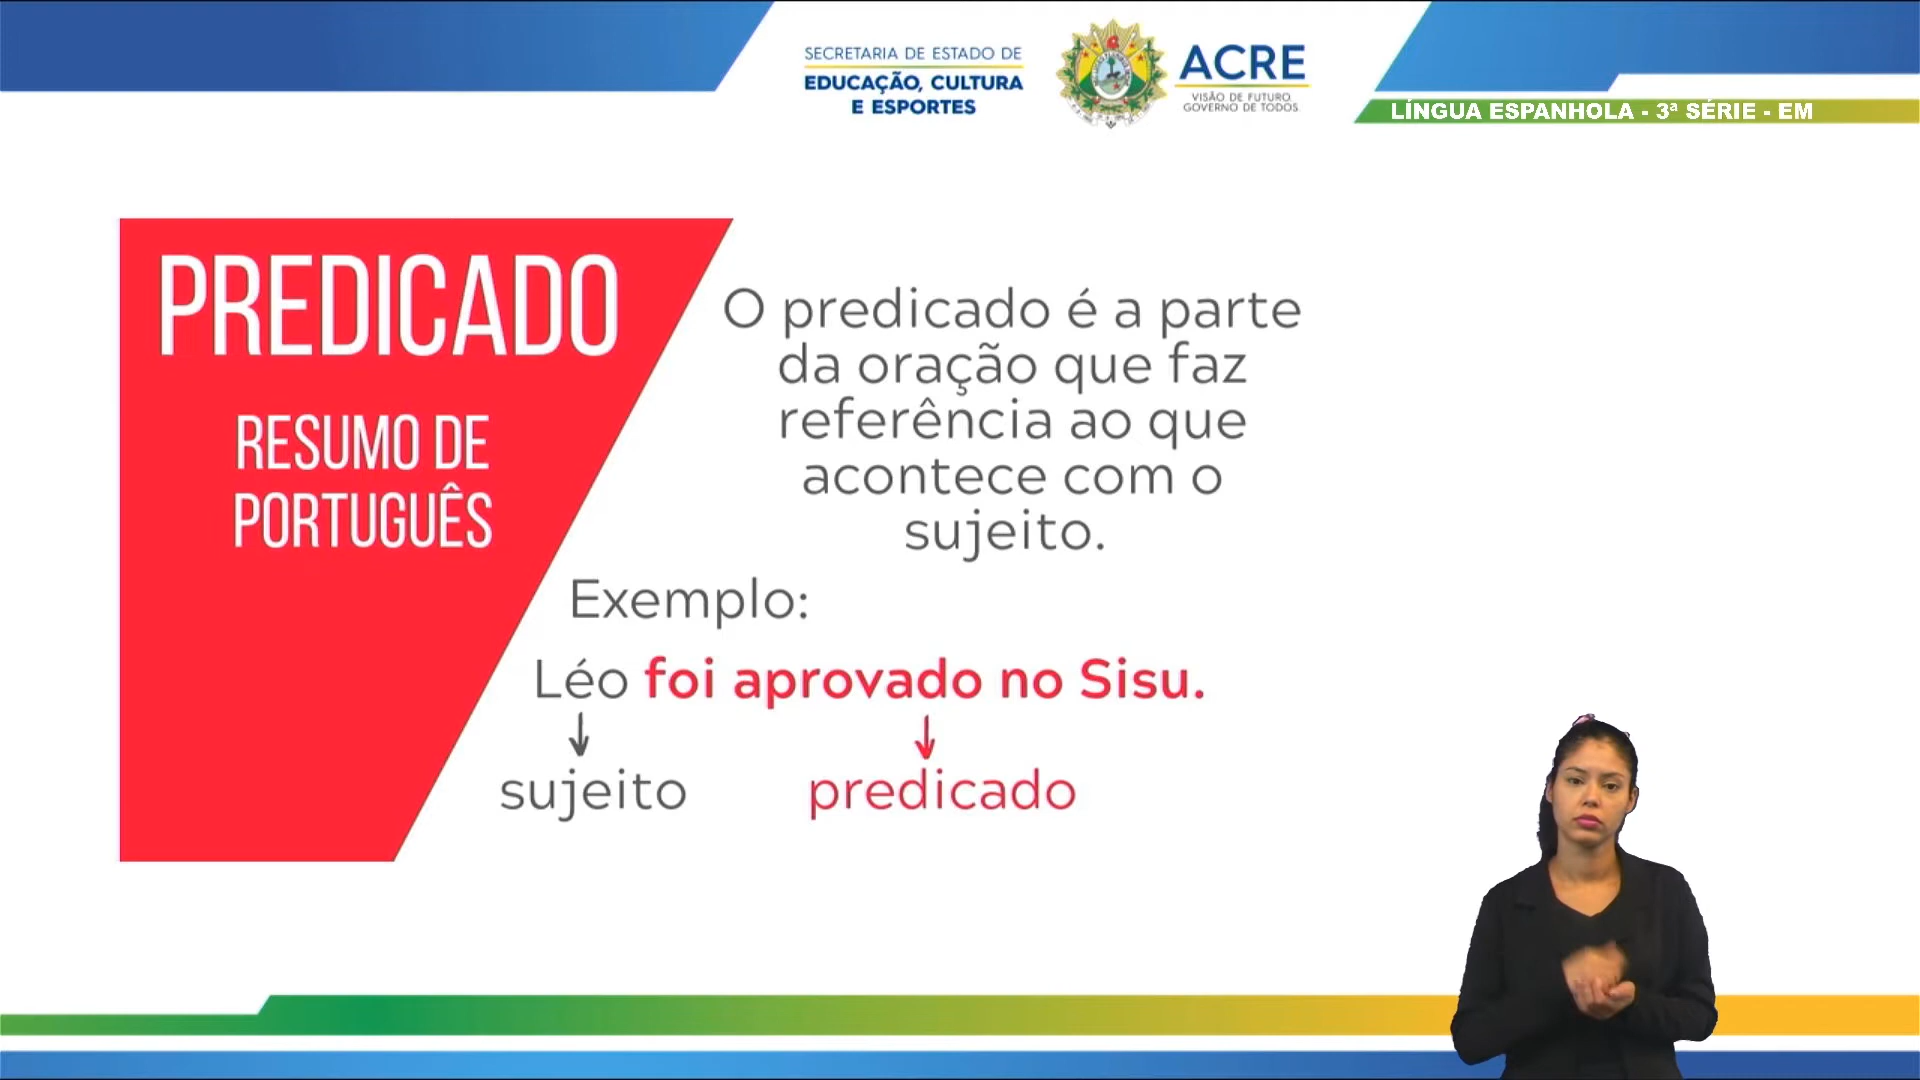 SECRETARIA DE ESTADO DE
EDUCAÇÃO, CULTURA
E ESPORTES
ACRE
VISÃO DE FUTURO
GOVERNO DE TODOS
LÍNGUA ESPANHOLA - 3ª SÉRIE - EM
PREDICADO
RESUMO DE
PORTUGUÊS
O predicado é a parte
da oração que faz
referência ao que
acontece com o
sujeito.
Exemplo:
Léo foi aprovado no Sisu.
sujeito predicado